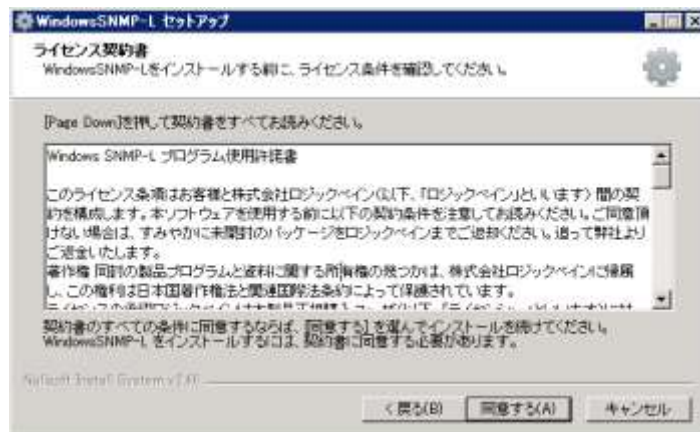 WindowsSNMP-L セットアップ
ライセンス契約書
WindowsSNMP-Lをインストールする前に、ライセンス条件を確認してください。
[Page Down]を押して契約書をすべてお読みください。
Windows SNMP-L プログラム使用許諾書
このライセンス条項はお客様と株式会社ロジックベイン(以下、「ロジックベイン」といいます) 間の契
約を構成します。本ソフトウェアを使用する前に以下の契約条件を注意してお読みください。ご同意頂
けない場合は、すみやかに未開封のパッケージをロジックベインまでご返却ください。追って弊社より
ご返金いたします。
著作権 同封の製品プログラムと資料に関する所有権の幾つかは、株式会社ロジックベインに帰属
し、この権利は日本国著作権法と関連国際法条約によって保護されています。
契約書のすべての条件に同意するならば、[同意する] を選んでインストールを続けてください。
WindowsSNMP-L をインストールするには、契約書に同意する必要があります。
Nullsoft Install System v2.46
< 戻る(B)
同意する(A)
キャンセル